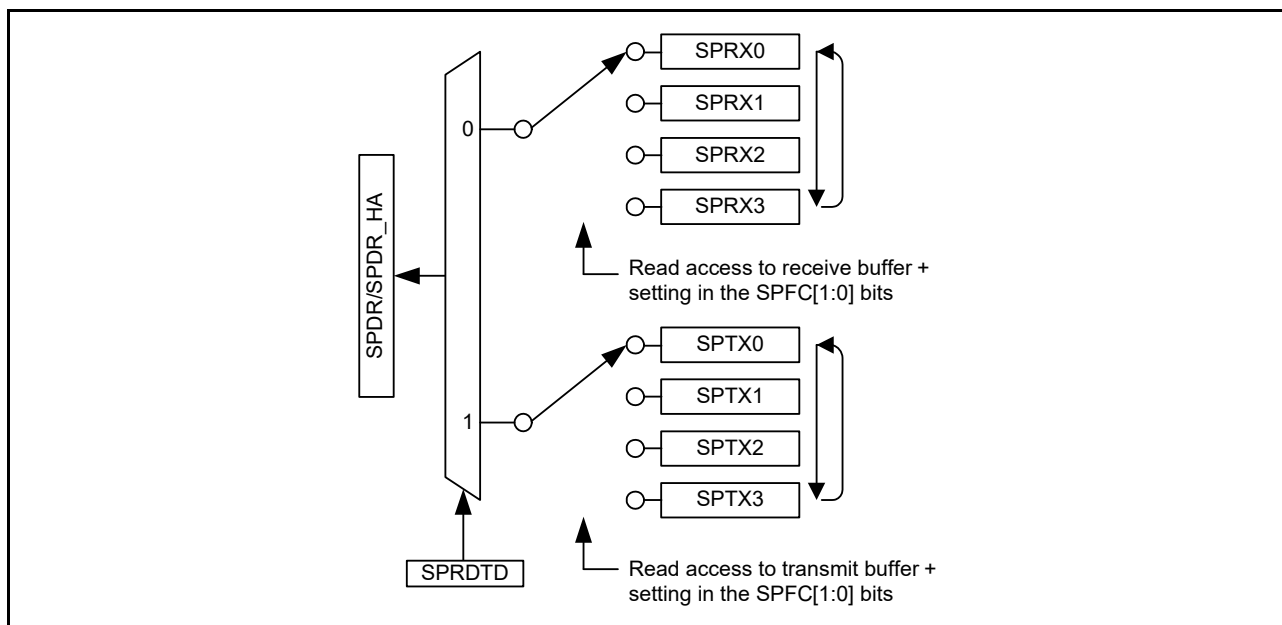 SPDR/SPDR_HA
0
1
SPRDTD
SPRX0
SPRX1
SPRX2
SPRX3
Read access to receive buffer +
setting in the SPFC[1:0] bits
SPTX0
SPTX1
SPTX2
SPTX3
Read access to transmit buffer +
setting in the SPFC[1:0] bits